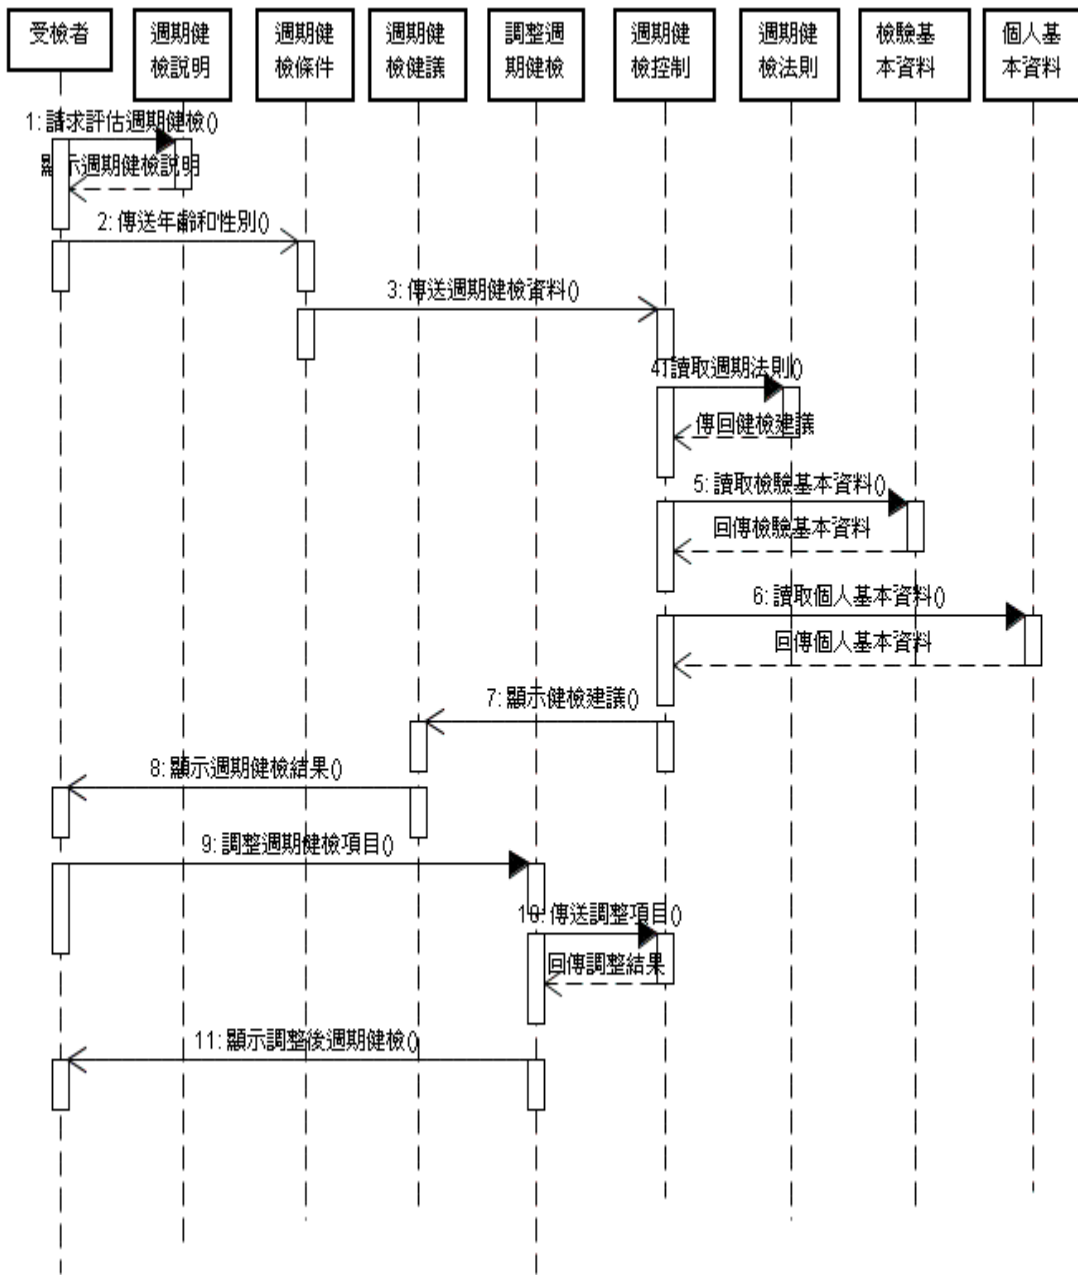 受檢者
週期健
檢說明
週期健
檢條件
週期健
檢健議
調整週
期健檢
週期健
檢控制
週期健
檢法則
檢驗基
本資料
個人基
本資料
1: 請求評估週期健檢()
顯示週期健檢說明
2: 傳送年齡和性別()
3: 傳送週期健檢資料()
4: 讀取週期法則()
傳回健檢建議
5: 讀取檢驗基本資料()
回傳檢驗基本資料
6: 讀取個人基本資料()
回傳個人基本資料
7: 顯示健檢建議()
8: 顯示週期健檢結果()
9: 調整週期健檢項目()
10: 傳送調整項目()
回傳調整結果
11: 顯示調整後週期健檢()